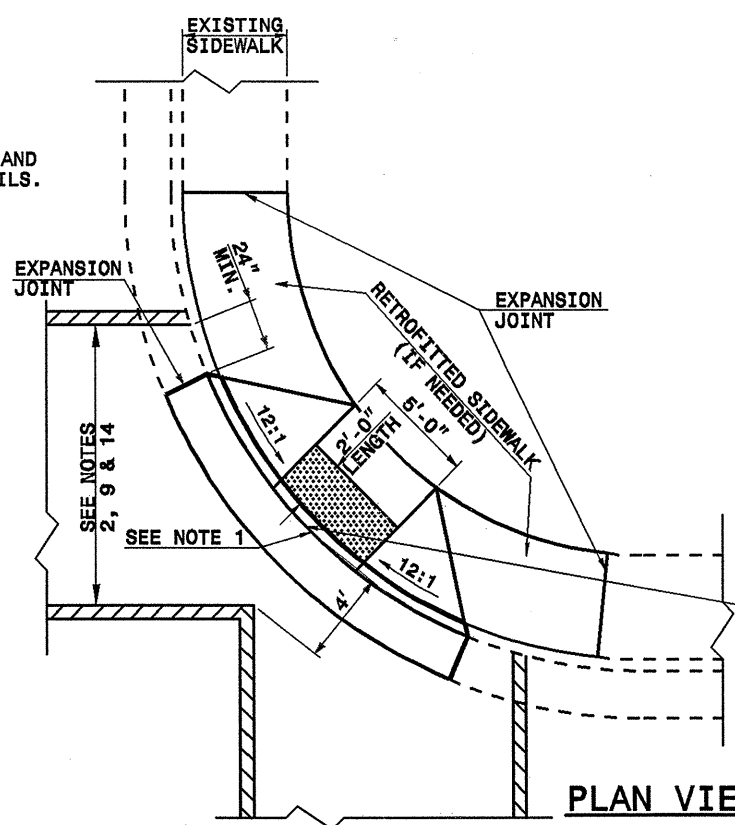 EXISTING
SIDEWALK
AND
ILS.
24"
MIN.
EXPANSION
JOINT
EXPANSION
JOINT
RETROFITTED SIDEWALK
(IF NEEDED)
5'-0"
2'-0"
LENGTH
12:1
SEE NOTES
2, 9 & 14
SEE NOTE 1
12:1
4'
PLAN VIE